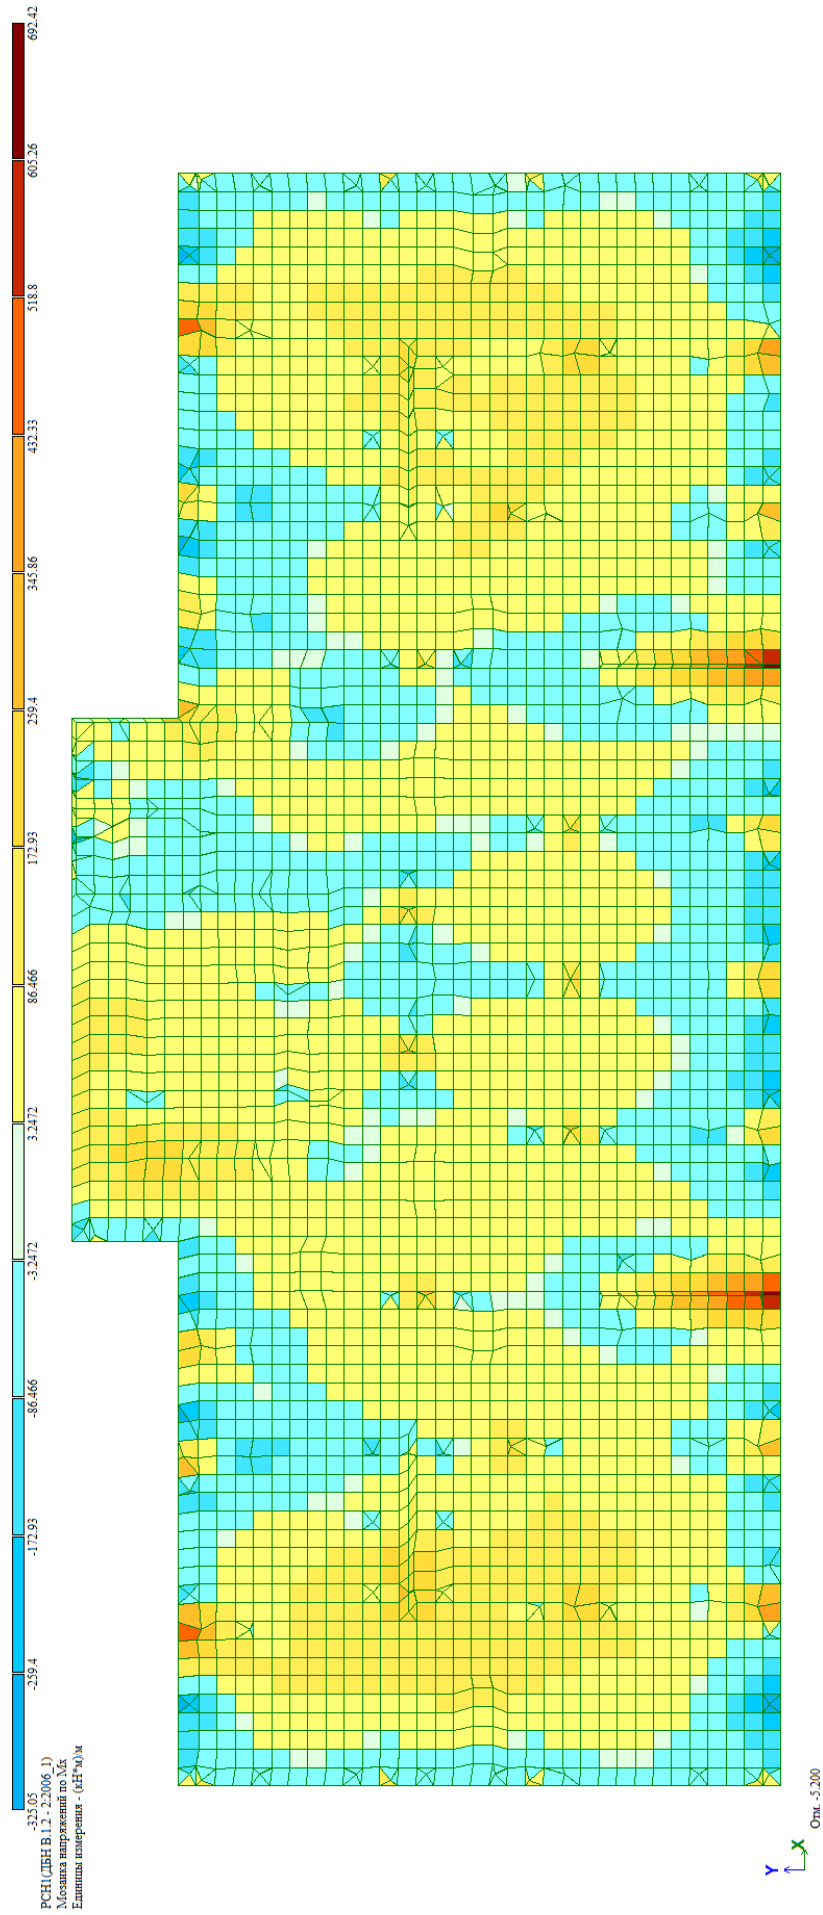 -325.05
-259.4
-172.93
-86.466
-3.2472
3.2472
86.466
172.93
259.4
345.86
432.33
518.8
605.26
692.42
РСН1(ДБН В.1.2 - 2:2006_1)
Мозаика напряжений по Mx
Единицы измерения - (кН*м)/м
Y
X
Отм. -5.200